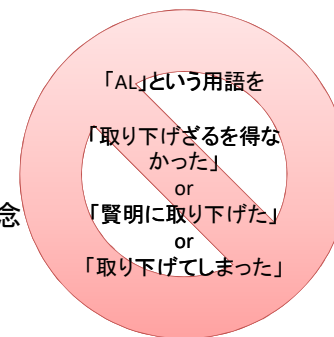 「AL」という用語を
「取り下げざるを得な
かった」
or
念
「賢明に取り下げた」
or
「取り下げてしまった」